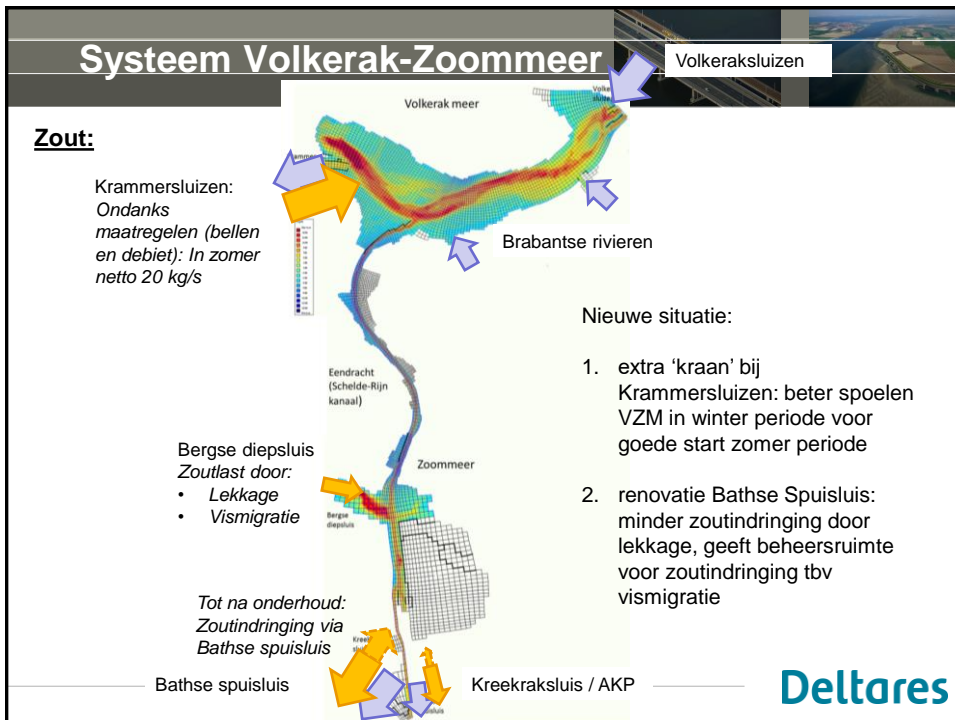 Systeem Volkerak-Zoommeer
Volkeraksluizen
Volkerak meer
Zout:
Krammersluizen:
Ondanks
maatregelen (bellen
en debiet): In zomer
netto 20 kg/s
Brabantse rivieren
Nieuwe situatie:
1. extra ‘kraan’ bij
Krammersluizen: beter spoelen
VZM in winter periode voor
goede start zomer periode
2. renovatie Bathse Spuisluis:
minder zoutindringing door
lekkage, geeft beheersruimte
voor zoutindringing tbv
vismigratie
Eendracht
(Schelde-Rijn
kanaal)
Bergse diepsluis
Zoutlast door:
• Lekkage
• Vismigratie
Zoommeer
Bergse
diepsluis
Tot na onderhoud:
Zoutindringing via
Bathse spuisluis
Bathse spuisluis
Kreekraksluis / AKP
Deltares